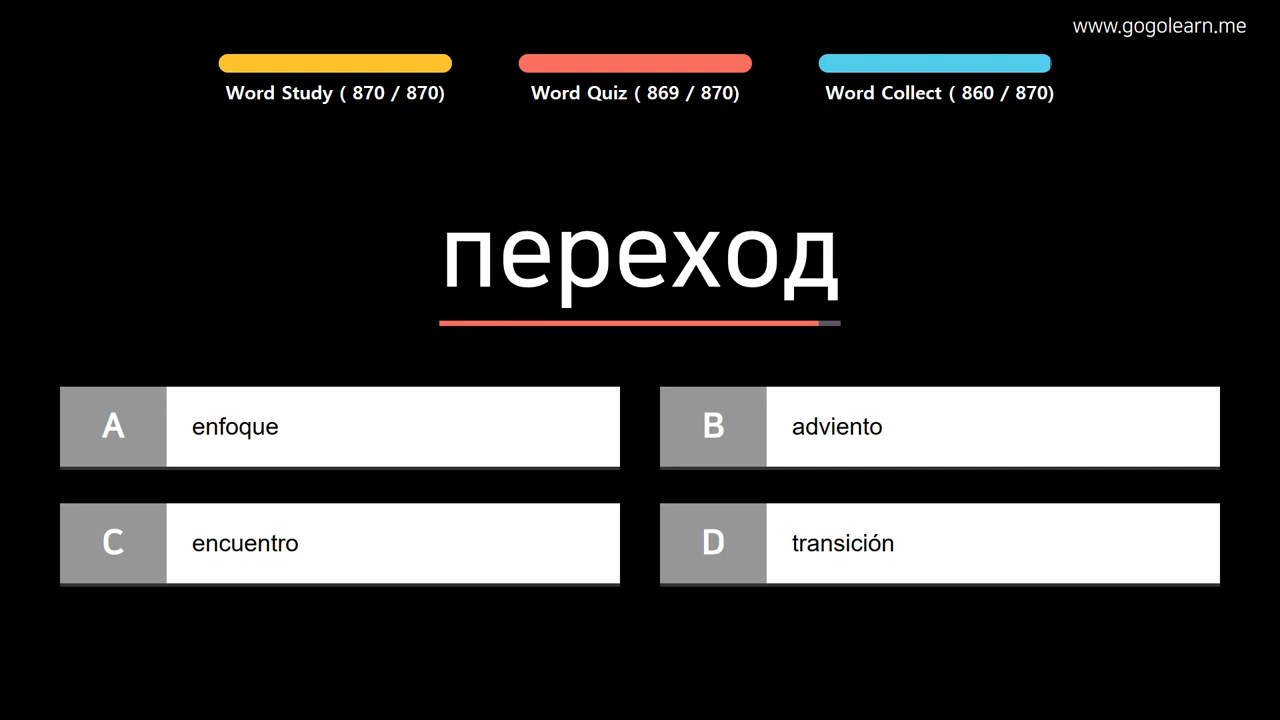 www.gogolearn.me
Word Study ( 870 / 870)
Word Quiz ( 869 / 870)
Word Collect ( 860 / 870)
переход
A enfoque
B adviento
C encuentro
D transición